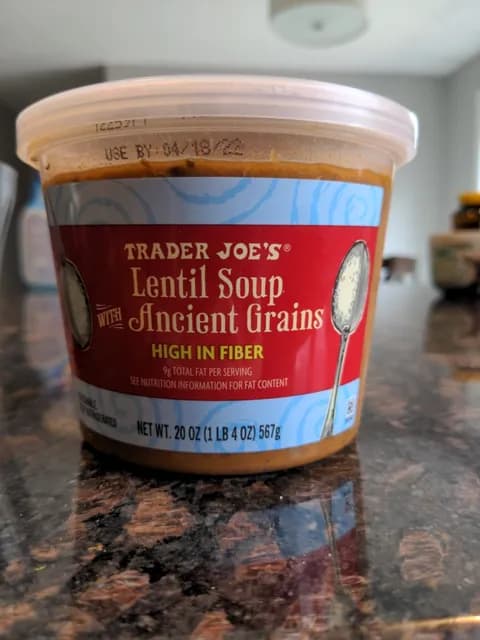 USE BY 04/18/22
TRADER JOE'S®
Lentil Soup
WITH Ancient Grains
HIGH IN FIBER
9g TOTAL FAT PER SERVING
SEE NUTRITION INFORMATION FOR FAT CONTENT
NET WT. 20 OZ (1 LB 4 OZ) 567g